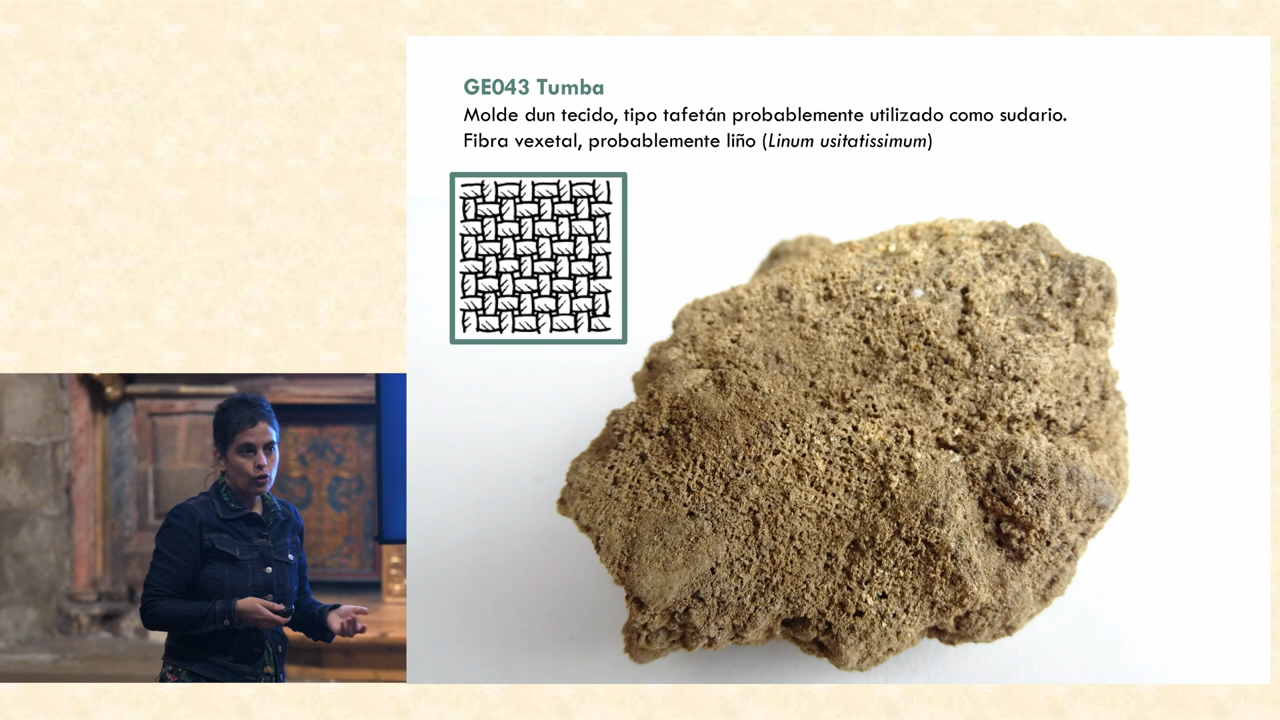 GE043 Tumba
Molde dun tecido, tipo tafetán probablemente utilizado como sudario.
Fibra vexetal, probablemente liño (Linum usitatissimum)